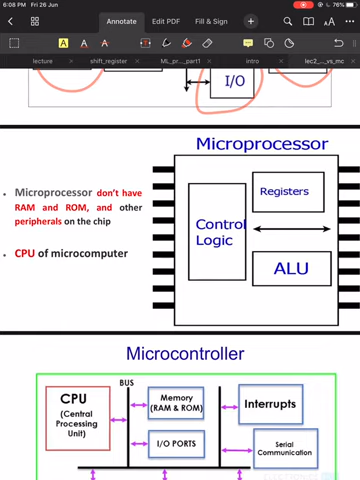 6:08 PM Fri 26 Jun
Annotate Edit PDF Fill & Sign
lecture shift_register ML_pr..._part1 intro lec2_..._vs_mc
I/O
Microprocessor
• Microprocessor don't have
RAM and ROM, and other
peripherals on the chip
• CPU of microcomputer
Registers
Control
Logic
ALU
Microcontroller
CPU
(Central
Processing
Unit)
BUS
Memory
(RAM & ROM)
I/O PORTS
Interrupts
Serial
Communication